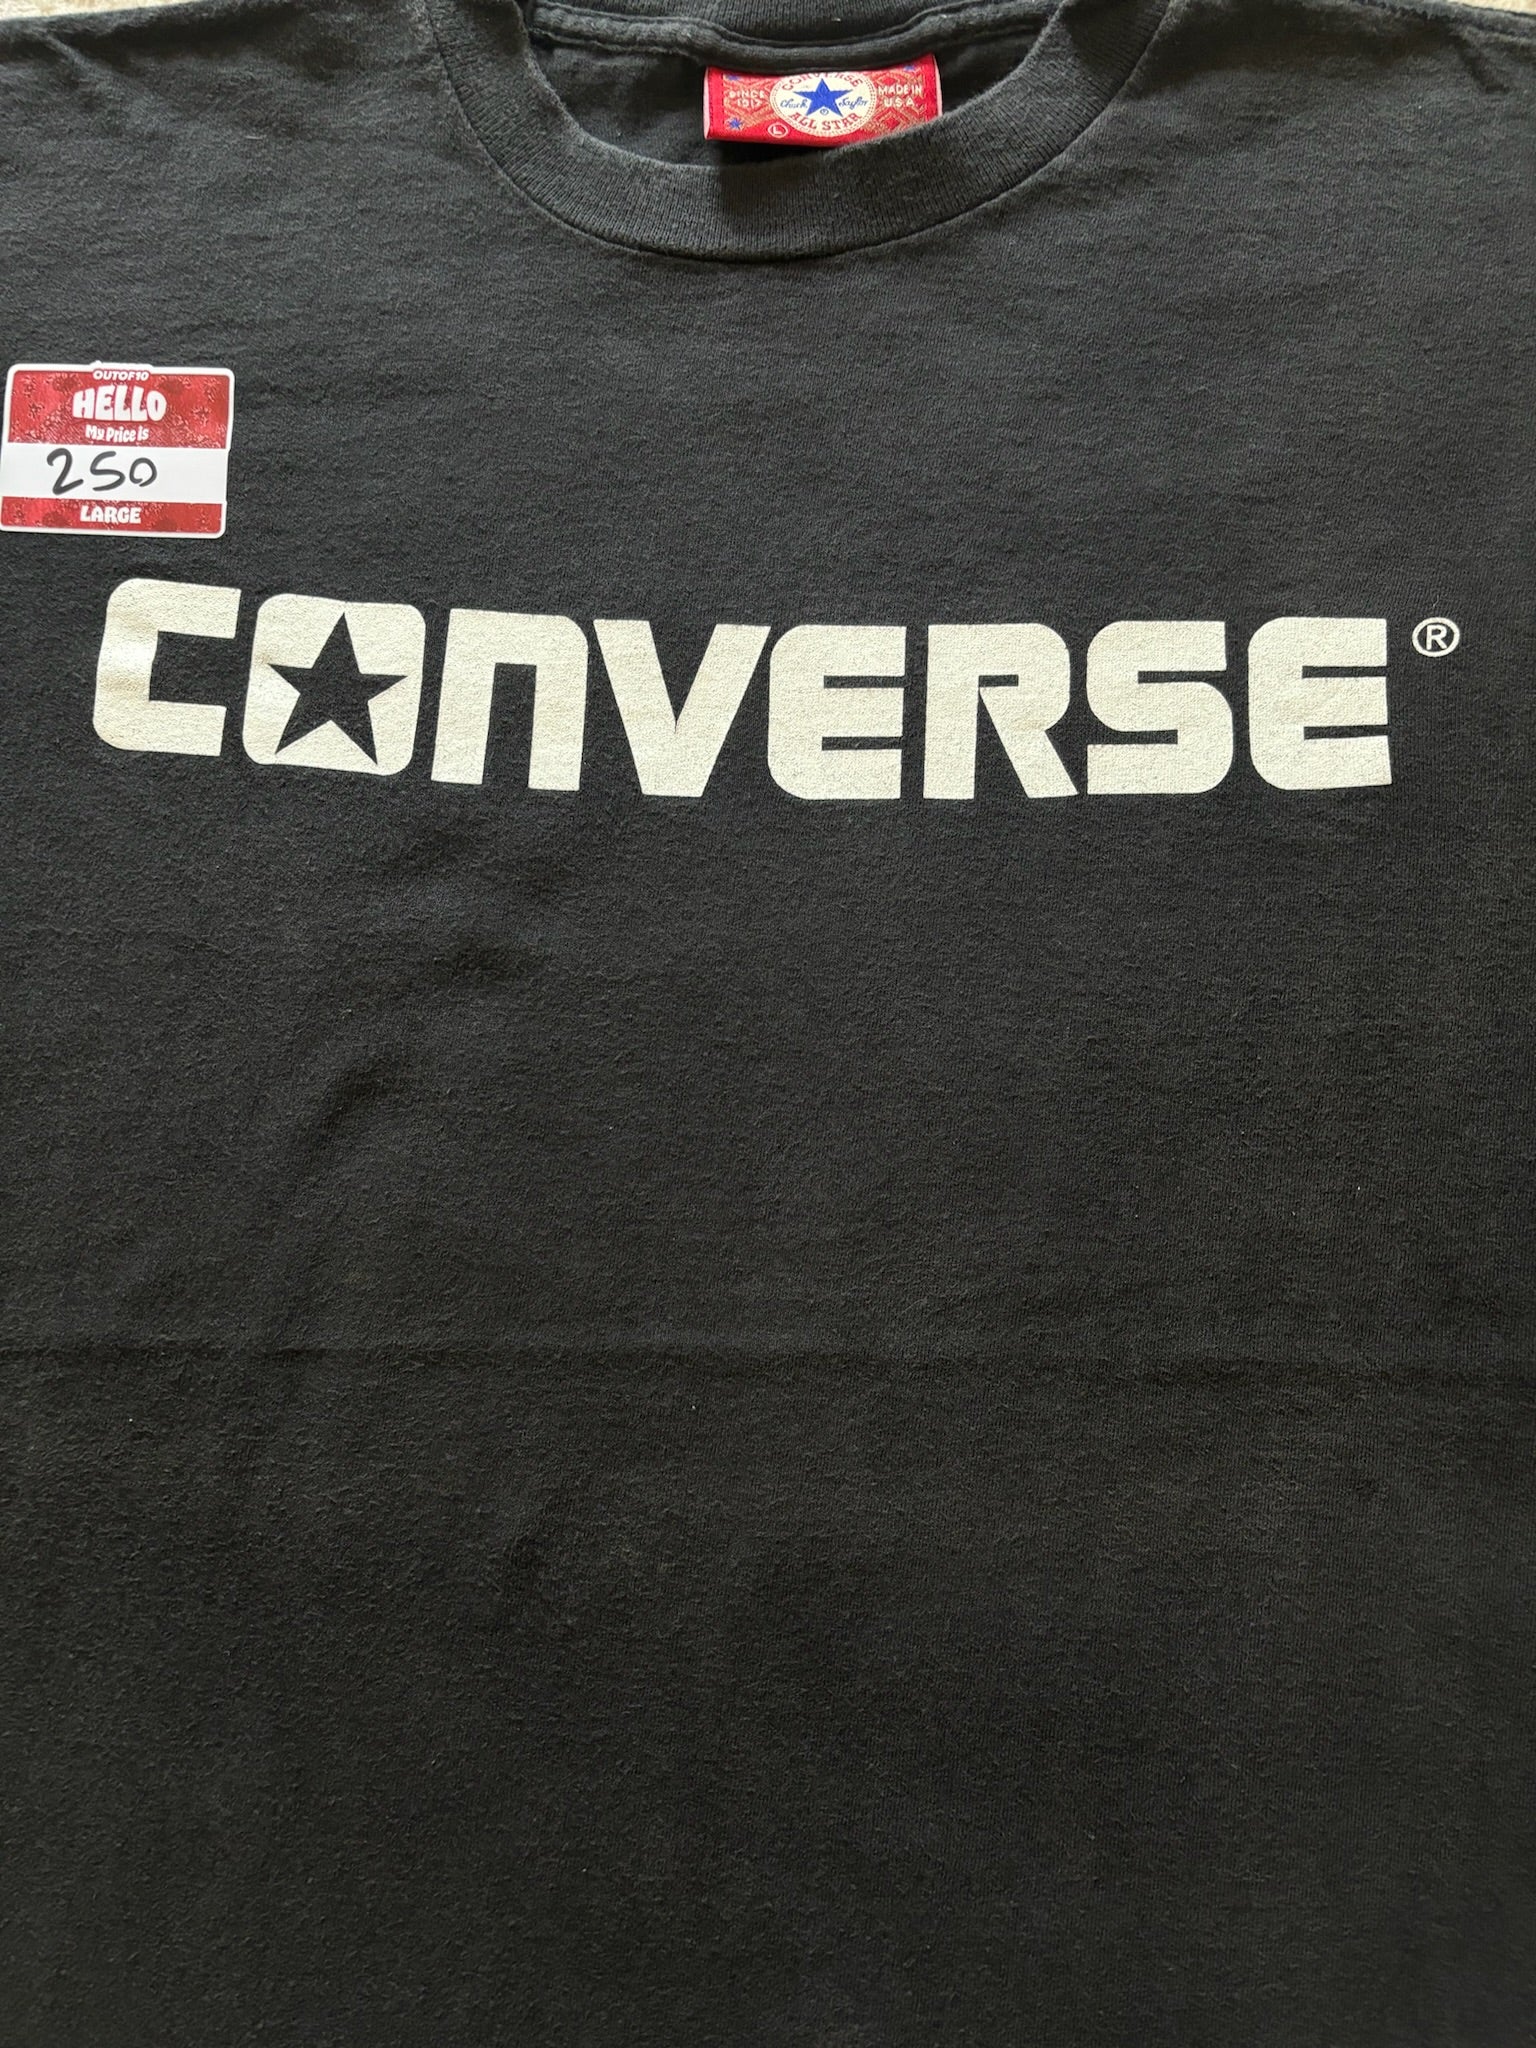 CONVERSE
SINCE
1917
Chuck Taylor
®
MADE IN
U.S.A.
ALL STAR
L
OUTOF10
HELLO
My Price is
250
LARGE
CONVERSE®